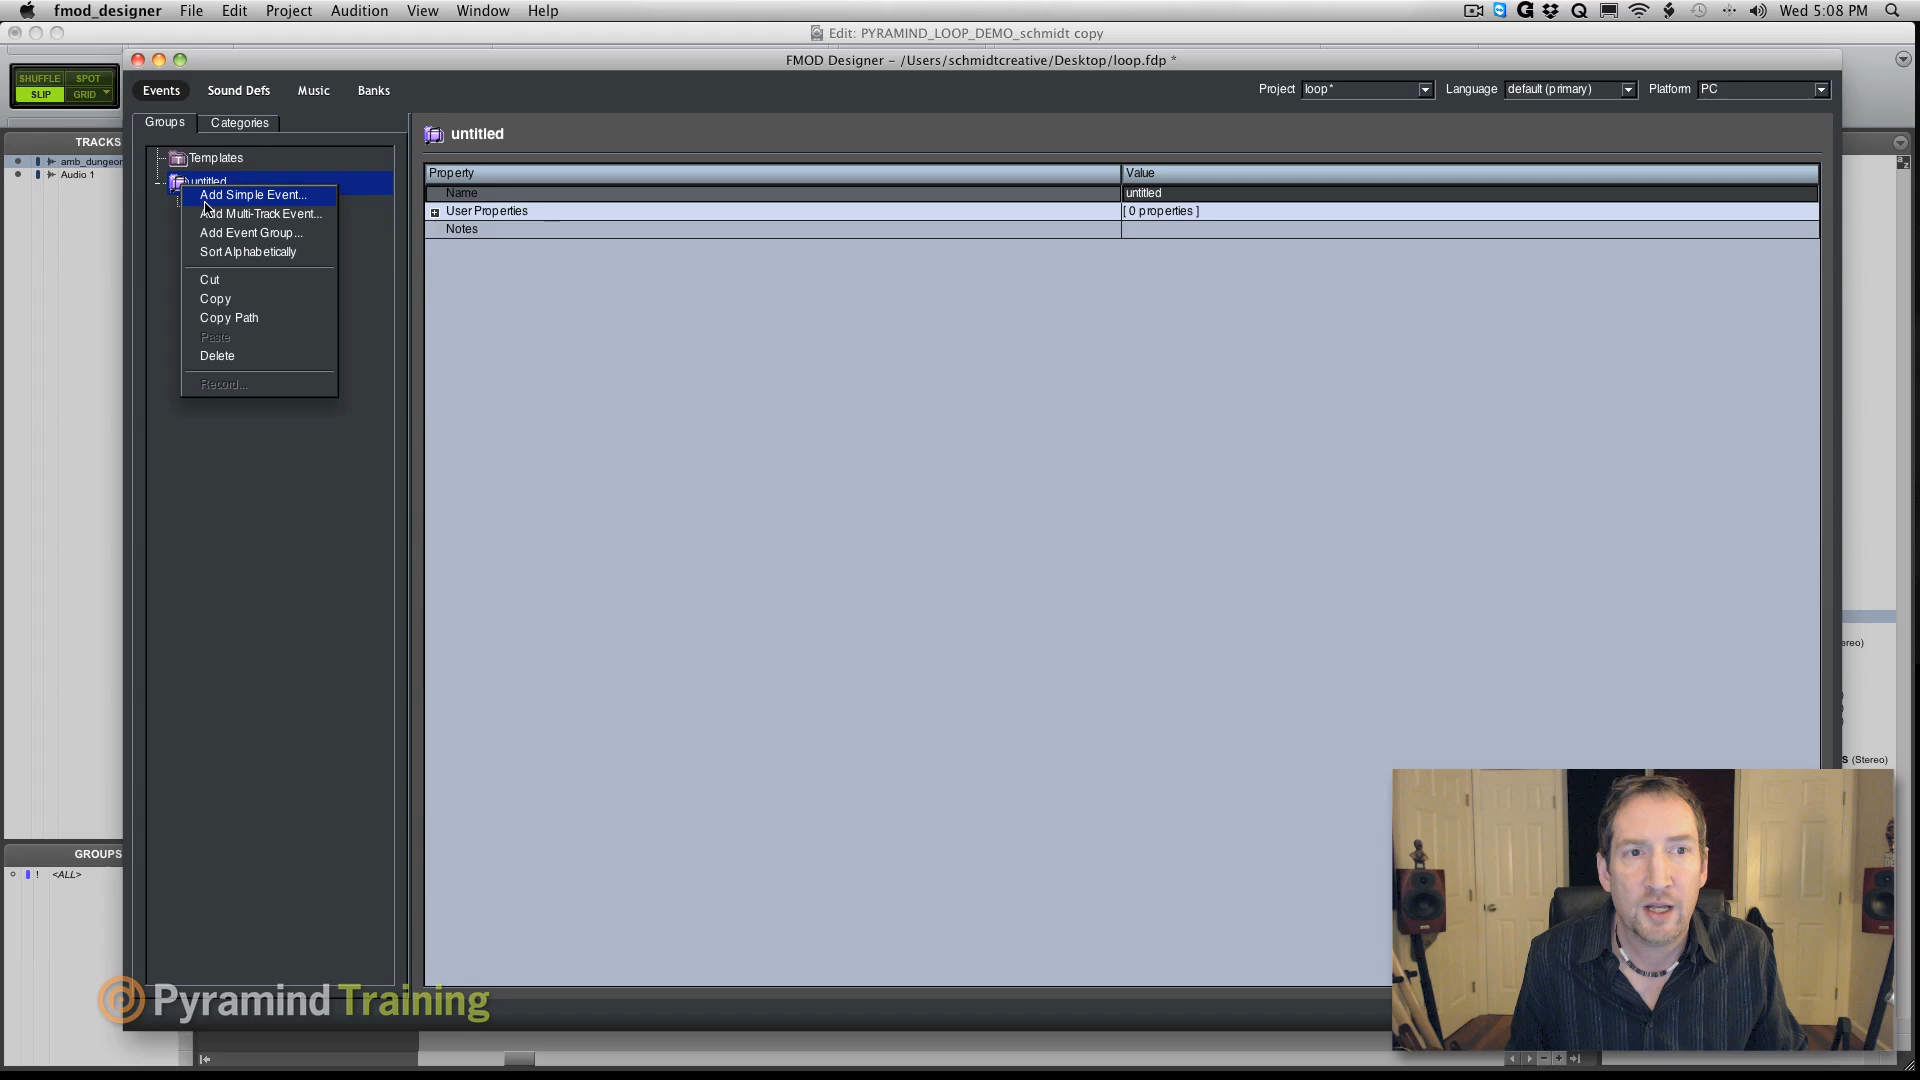 fmod_designer File Edit Project Audition View Window Help Wed 5:08 PM
Edit: PYRAMIND_LOOP_DEMO_schmidt copy
FMOD Designer - /Users/schmidtcreative/Desktop/loop.fdp *
SHUFFLE SPOT
SLIP GRID
Events Sound Defs Music Banks
Project loop* Language default (primary) Platform PC
Groups Categories
TRACKS
amb_dungeon
Audio 1
Templates
untitled
Add Simple Event...
Add Multi-Track Event...
Add Event Group...
Sort Alphabetically
Cut
Copy
Copy Path
Paste
Delete
Record...
untitled
Property Value
Name untitled
User Properties [ 0 properties ]
Notes
ereo)
S (Stereo)
GROUPS
! <ALL>
Pyramind Training